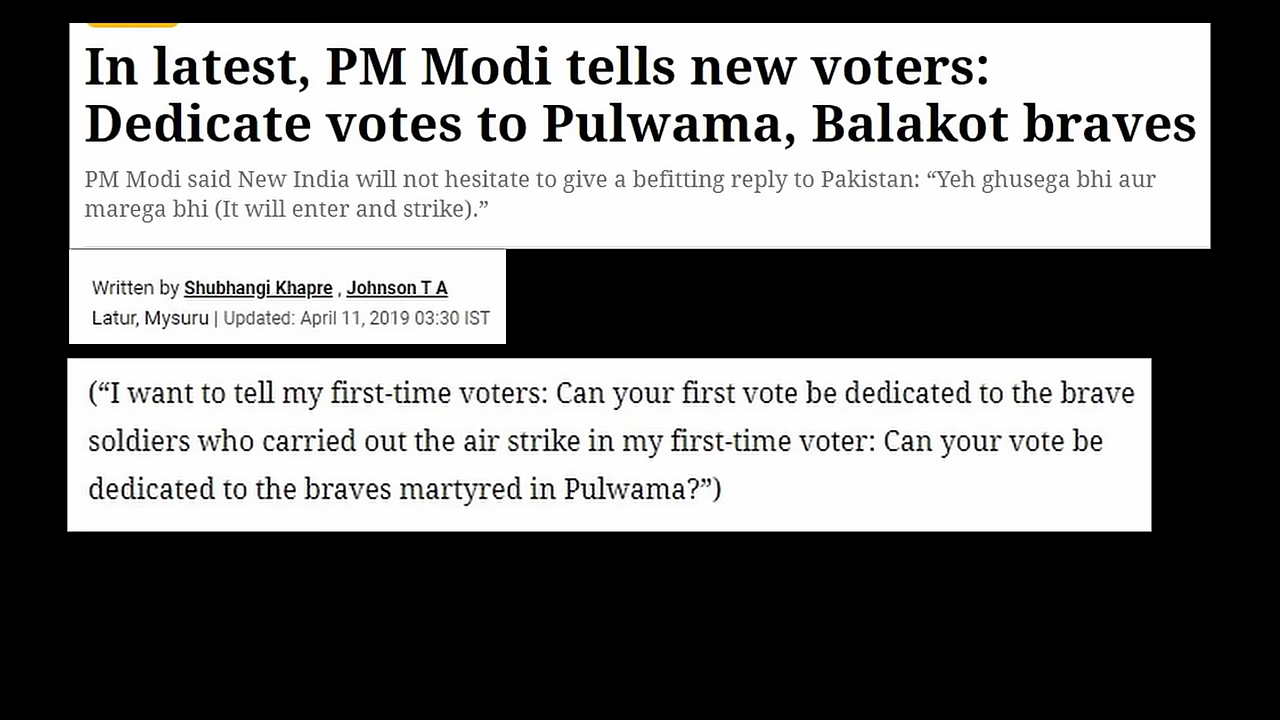 In latest, PM Modi tells new voters:
Dedicate votes to Pulwama, Balakot braves
PM Modi said New India will not hesitate to give a befitting reply to Pakistan: “Yeh ghusega bhi aur
marega bhi (It will enter and strike).”
Written by Shubhangi Khapre , Johnson T A
Latur, Mysuru | Updated: April 11, 2019 03:30 IST
(“I want to tell my first-time voters: Can your first vote be dedicated to the brave
soldiers who carried out the air strike in my first-time voter: Can your vote be
dedicated to the braves martyred in Pulwama?”)